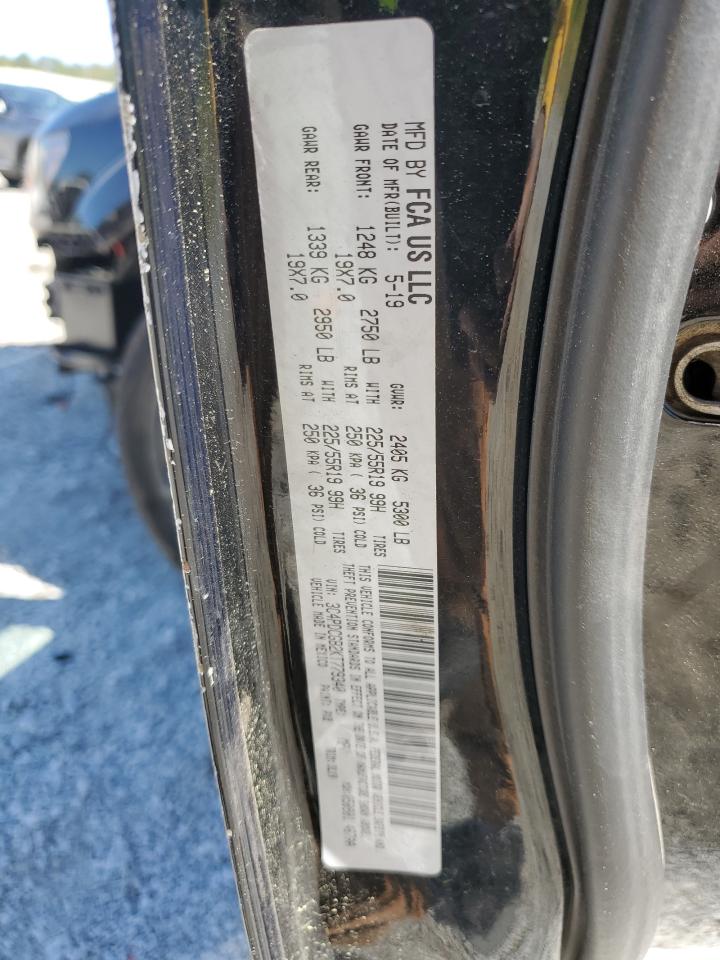 MFD BY FCA US LLC
DATE OF MFR(BUILT): 5-19 GVWR: 2405 KG 5300 LB
GAWR FRONT: 1248 KG 2750 LB WITH 225/55R19 99H TIRES
19X7.0 RIMS AT 250 KPA ( 36 PSI) COLD
GAWR REAR: 1339 KG 2950 LB WITH 225/55R19 99H TIRES
19X7.0 RIMS AT 250 KPA ( 36 PSI) COLD
THIS VEHICLE CONFORMS TO ALL APPLICABLE FEDERAL MOTOR VEHICLE SAFETY AND
THEFT PREVENTION STANDARDS IN EFFECT ON THE DATE OF MANUFACTURE SHOWN ABOVE.
VIN: 3C4PDCGB2KT779340
VEHICLE MADE IN MEXICO PAINT: